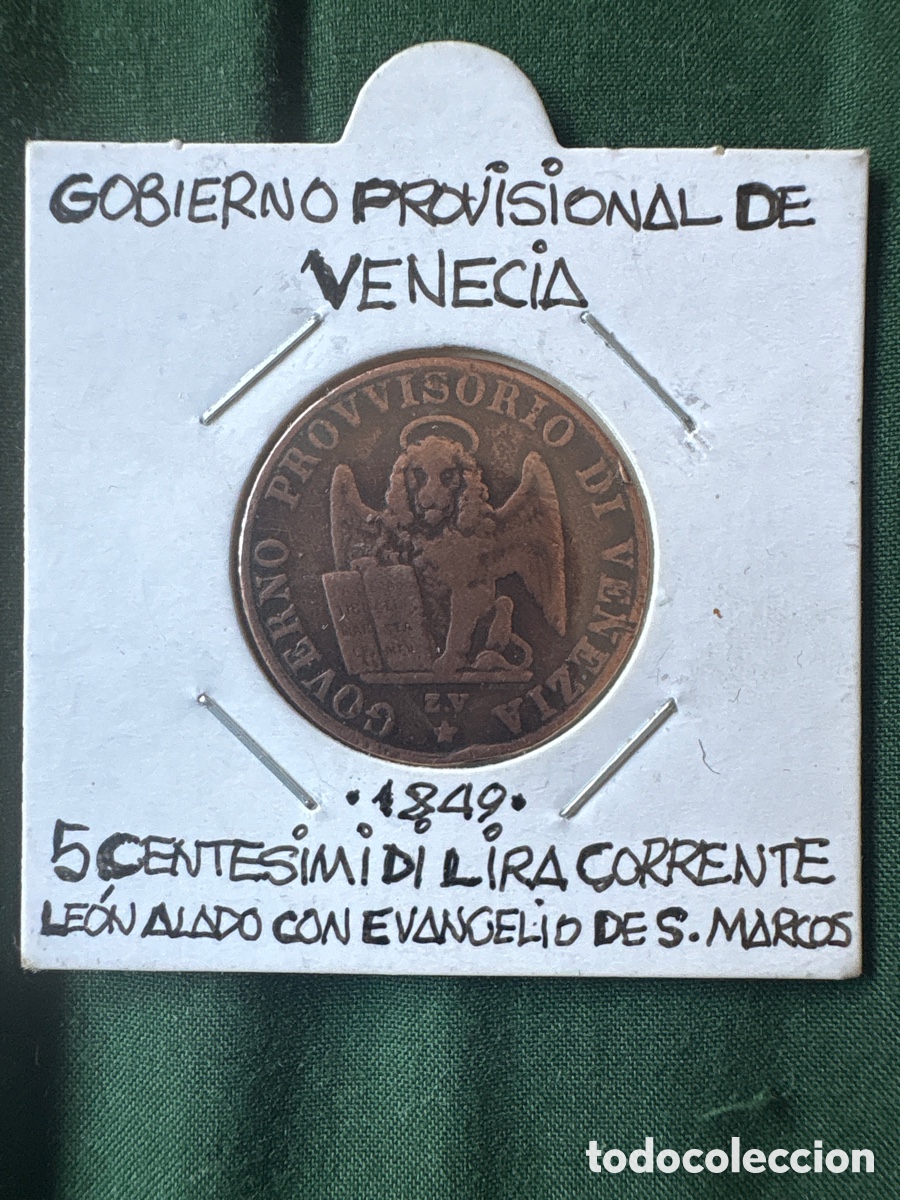 GOBIERNO PROVISIONAL DE
VENECIA
GOVERNO PROVVISORIO DI VENEZIA
Z.V
•1849•
5 CENTESIMI DI LIRA CORRENTE
LEÓN ALADO CON EVANGELIO DE S. MARCOS
todocoleccion